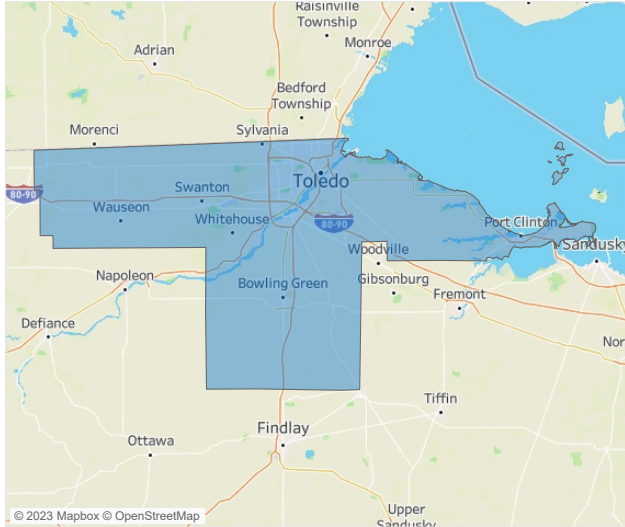 Raisinville
Township
Adrian
Monroe
Bedford
Township
Morenci
Sylvania
Toledo
80-90
Swanton
Wauseon
Whitehouse
80-90
Port Clinton
Woodville
Sandusky
Napoleon
Bowling Green
Gibsonburg
Fremont
Defiance
Nor
Tiffin
Findlay
Ottawa
Upper
Sandusky
© 2023 Mapbox © OpenStreetMap